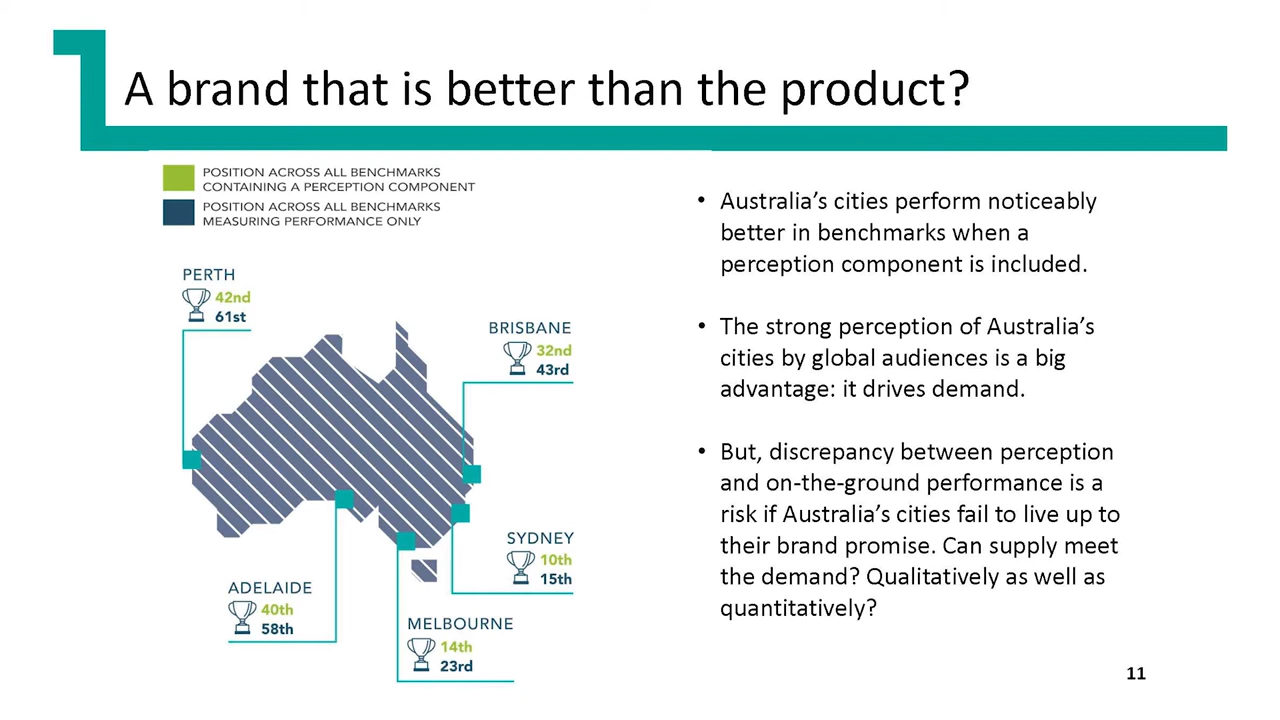 A brand that is better than the product?
POSITION ACROSS ALL BENCHMARKS
CONTAINING A PERCEPTION COMPONENT
POSITION ACROSS ALL BENCHMARKS
MEASURING PERFORMANCE ONLY
PERTH
42nd
61st
BRISBANE
32nd
43rd
SYDNEY
10th
15th
ADELAIDE
40th
58th
MELBOURNE
14th
23rd
• Australia’s cities perform noticeably
better in benchmarks when a
perception component is included.
• The strong perception of Australia’s
cities by global audiences is a big
advantage: it drives demand.
• But, discrepancy between perception
and on-the-ground performance is a
risk if Australia’s cities fail to live up to
their brand promise. Can supply meet
the demand? Qualitatively as well as
quantitatively?
11